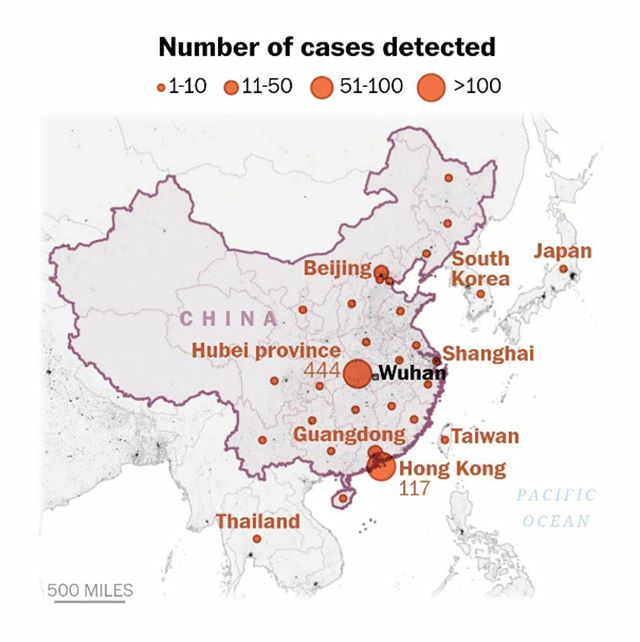 Number of cases detected
1-10
11-50
51-100
>100
Beijing
South
Korea
Japan
CHINA
Hubei province
444
Wuhan
Shanghai
Guangdong
Taiwan
Hong Kong
117
PACIFIC
OCEAN
Thailand
500 MILES